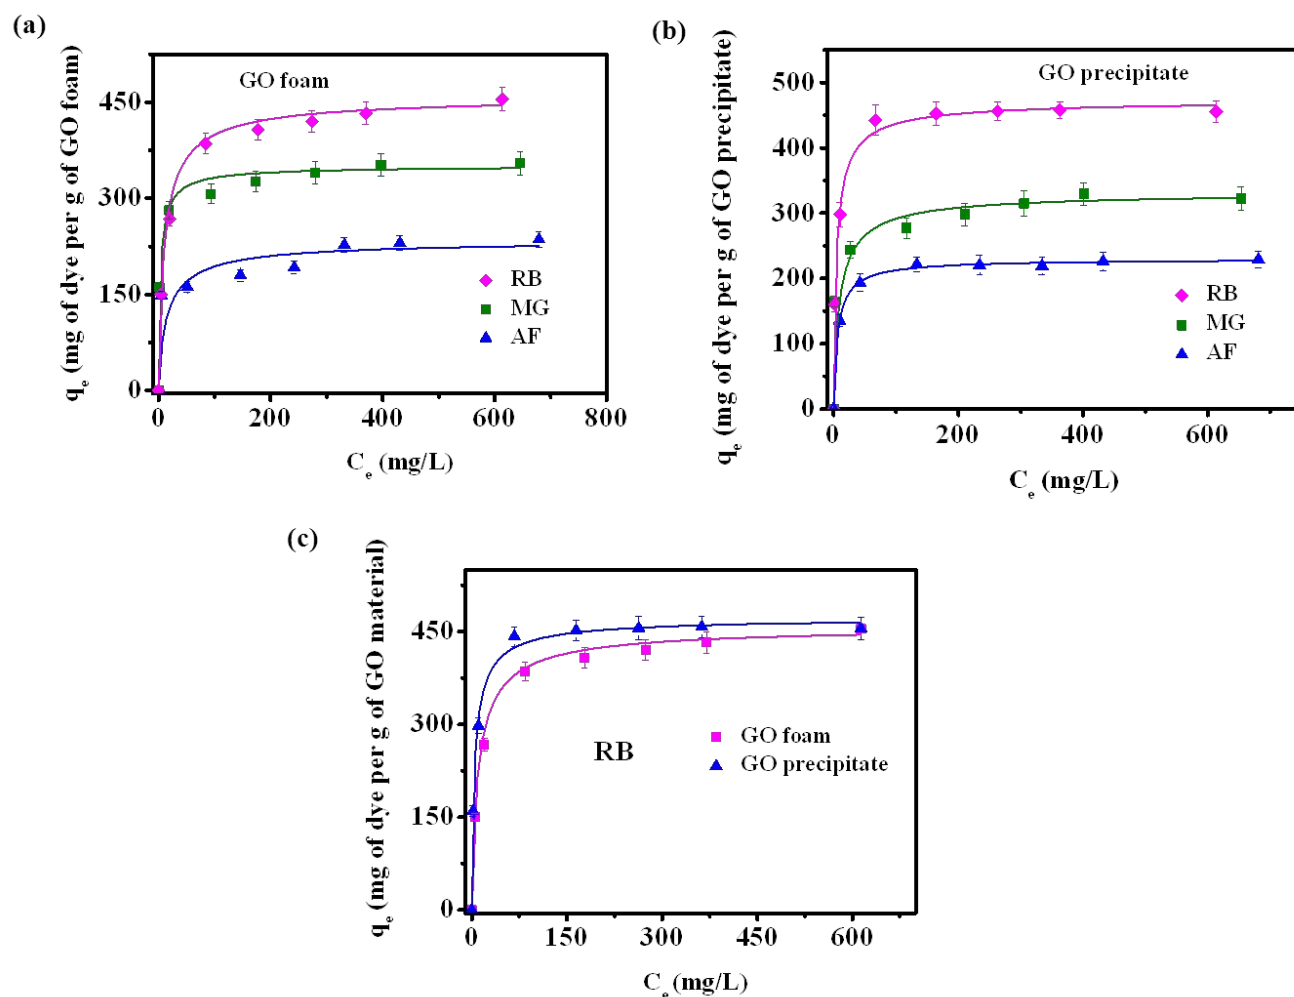 (a)
GO foam
q_e (mg of dye per g of GO foam)
450
300
150
0
RB
MG
AF
0 200 400 600 800
C_e (mg/L)
(b)
GO precipitate
q_e (mg of dye per g of GO precipitate)
500
400
300
200
100
0
RB
MG
AF
0 200 400 600
C_e (mg/L)
(c)
q_e (mg of dye per g of GO material)
450
300
150
0
GO foam
GO precipitate
RB
0 150 300 450 600
C_e (mg/L)